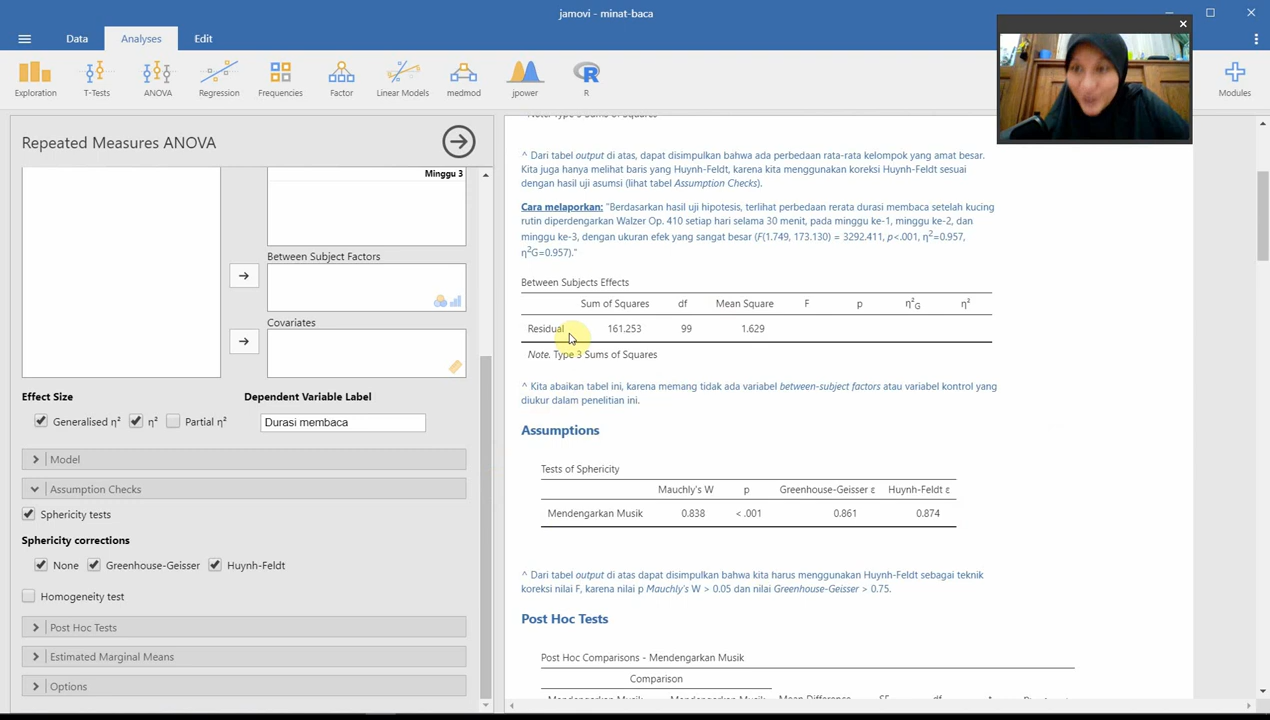 jamovi - minat-baca
Data Analyses Edit
Exploration T-Tests ANOVA Regression Frequencies Factor Linear Models medmod jpower R Modules
Repeated Measures ANOVA
Minggu 3
Between Subject Factors
Covariates
Effect Size
Generalised η² η² Partial η²
Dependent Variable Label
Durasi membaca
Model
Assumption Checks
Sphericity tests
Sphericity corrections
None Greenhouse-Geisser Huynh-Feldt
Homogeneity test
Post Hoc Tests
Estimated Marginal Means
Options
^ Dari tabel output di atas, dapat disimpulkan bahwa ada perbedaan rata-rata kelompok yang amat besar.
Kita juga hanya melihat baris yang Huynh-Feldt, karena kita menggunakan koreksi Huynh-Feldt sesuai
dengan hasil uji asumsi (lihat tabel Assumption Checks).
Cara melaporkan: "Berdasarkan hasil uji hipotesis, terlihat perbedaan rerata durasi membaca setelah kucing
rutin diperdengarkan Walzer Op. 410 setiap hari selama 30 menit, pada minggu ke-1, minggu ke-2, dan
minggu ke-3, dengan ukuran efek yang sangat besar (F(1.749, 173.130) = 3292.411, p<.001, η²=0.957,
η²G=0.957)."
Between Subjects Effects
Sum of Squares df Mean Square F p η²G η²
Residual 161.253 99 1.629
Note. Type 3 Sums of Squares
^ Kita abaikan tabel ini, karena memang tidak ada variabel between-subject factors atau variabel kontrol yang
diukur dalam penelitian ini.
Assumptions
Tests of Sphericity
Mauchly's W p Greenhouse-Geisser ε Huynh-Feldt ε
Mendengarkan Musik 0.838 < .001 0.861 0.874
^ Dari tabel output di atas dapat disimpulkan bahwa kita harus menggunakan Huynh-Feldt sebagai teknik
koreksi nilai F, karena nilai p Mauchly's W > 0.05 dan nilai Greenhouse-Geisser > 0.75.
Post Hoc Tests
Post Hoc Comparisons - Mendengarkan Musik
Comparison